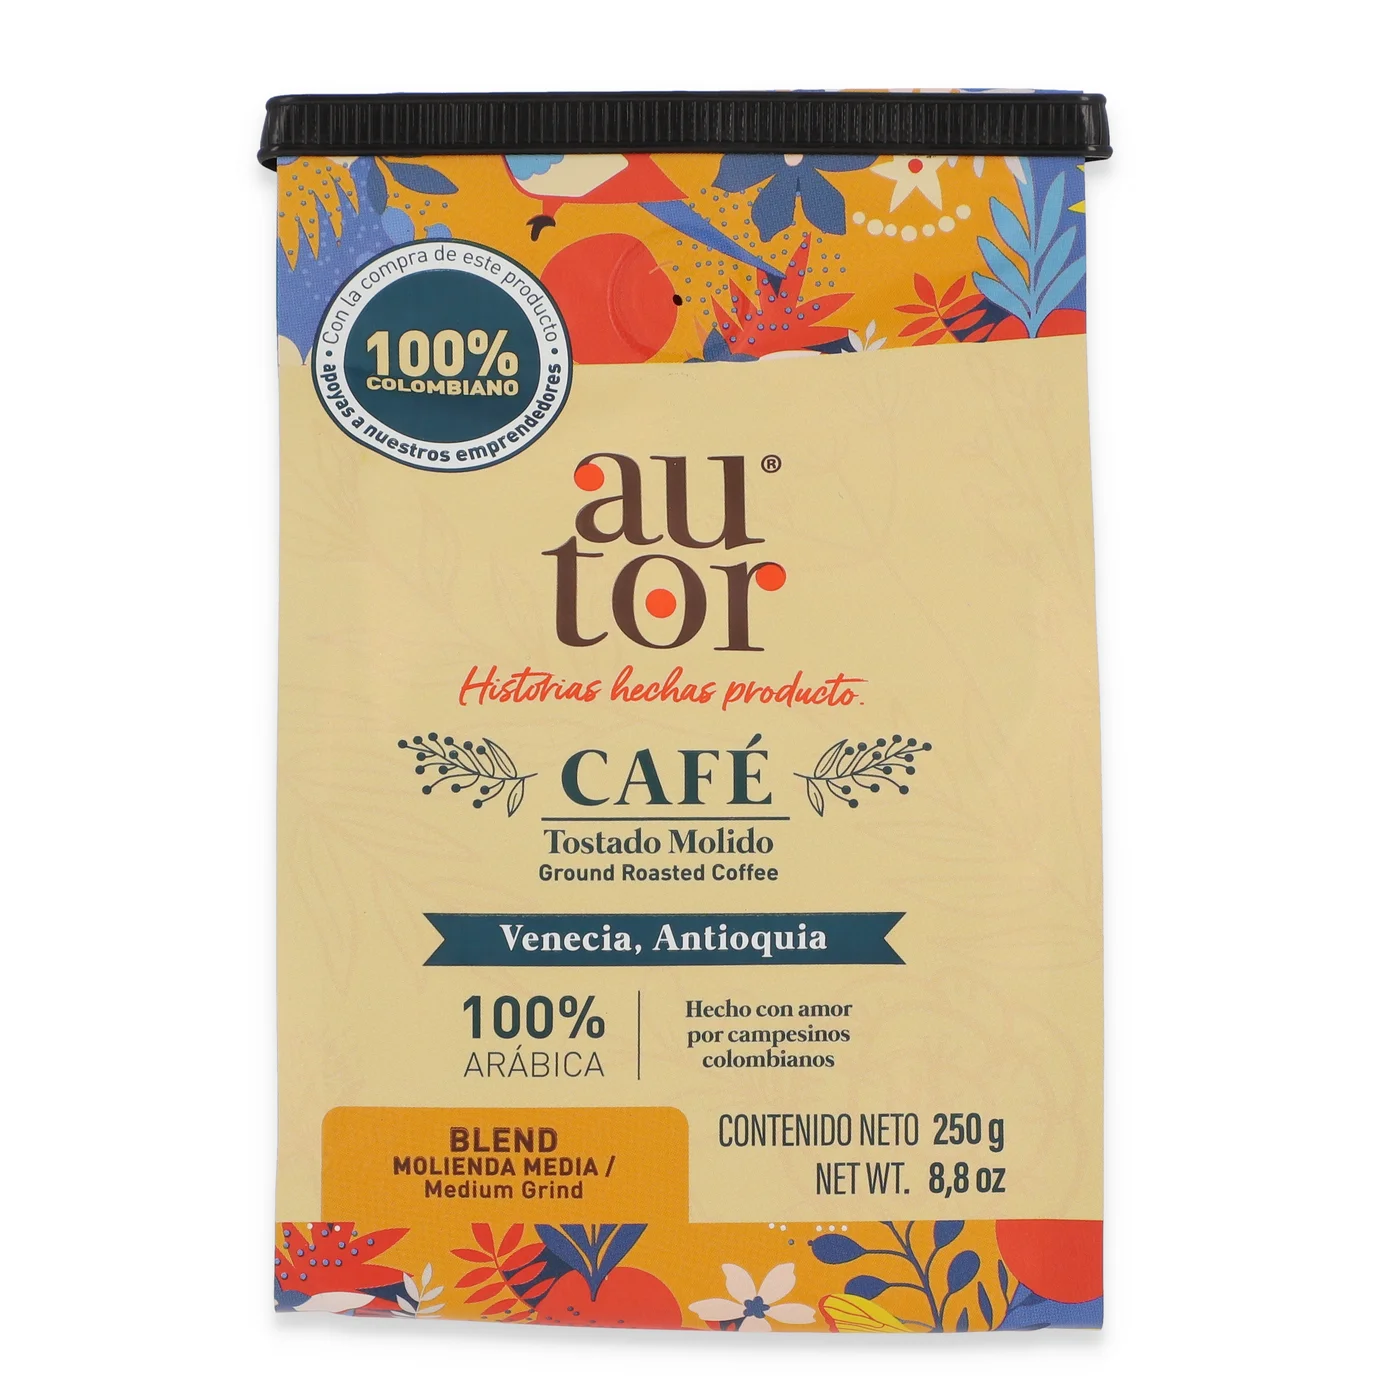 • Con la compra de este producto •
100%
COLOMBIANO
apoyas a nuestros emprendedores
au®
tor
Historias hechas producto.
CAFÉ
Tostado Molido
Ground Roasted Coffee
Venecia, Antioquia
100%
ARÁBICA
Hecho con amor
por campesinos
colombianos
BLEND
MOLIENDA MEDIA /
Medium Grind
CONTENIDO NETO 250 g
NET WT. 8,8 oz